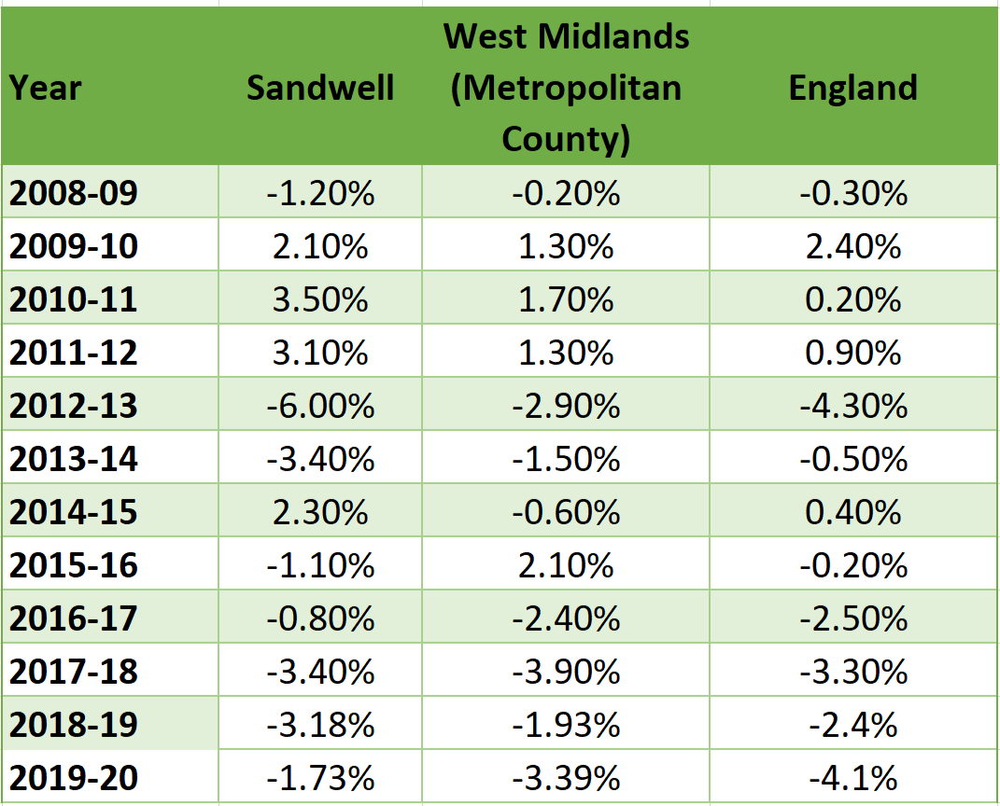 Year Sandwell West Midlands (Metropolitan County) England
2008-09 -1.20% -0.20% -0.30%
2009-10 2.10% 1.30% 2.40%
2010-11 3.50% 1.70% 0.20%
2011-12 3.10% 1.30% 0.90%
2012-13 -6.00% -2.90% -4.30%
2013-14 -3.40% -1.50% -0.50%
2014-15 2.30% -0.60% 0.40%
2015-16 -1.10% 2.10% -0.20%
2016-17 -0.80% -2.40% -2.50%
2017-18 -3.40% -3.90% -3.30%
2018-19 -3.18% -1.93% -2.4%
2019-20 -1.73% -3.39% -4.1%